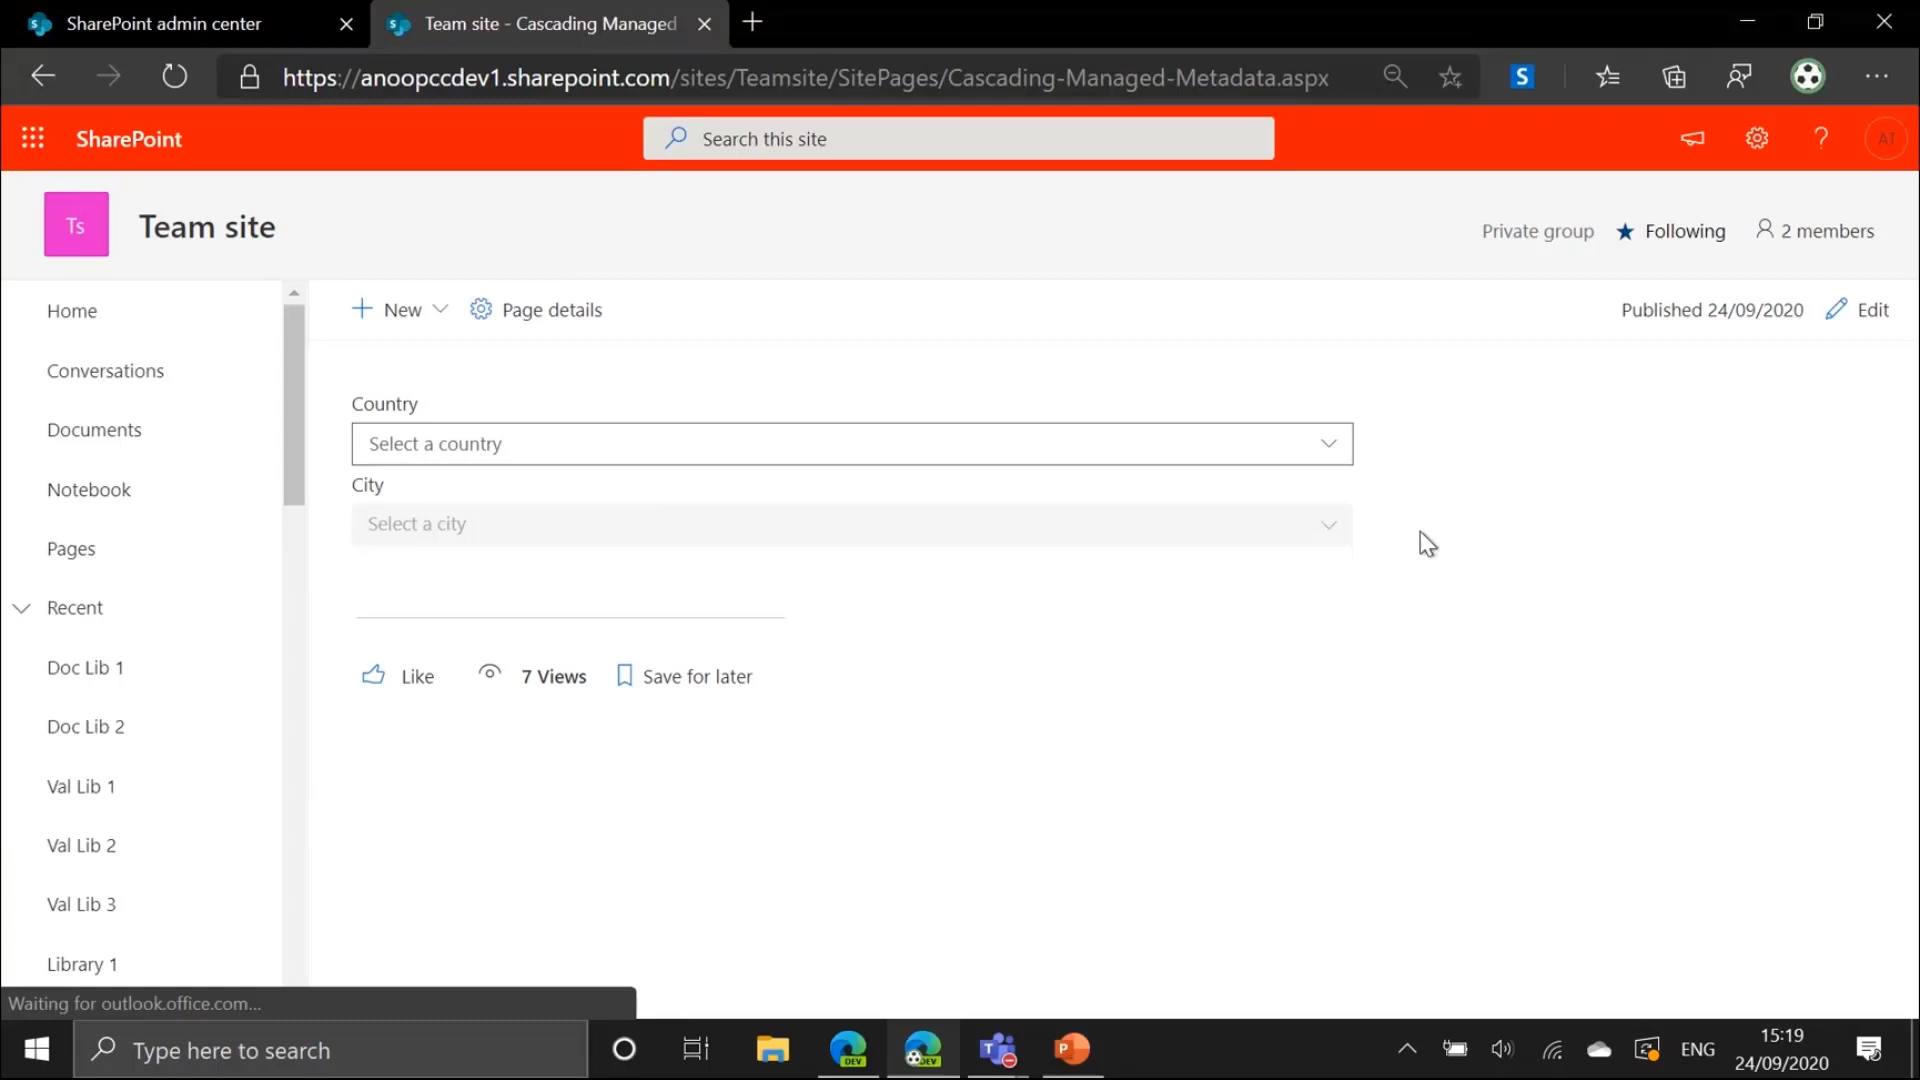 SharePoint admin center
Team site - Cascading Managed
https://anoopccdev1.sharepoint.com/sites/Teamsite/SitePages/Cascading-Managed-Metadata.aspx
S
SharePoint
Search this site
AT
Ts
Team site
Private group
Following
2 members
Home
Conversations
Documents
Notebook
Pages
Recent
Doc Lib 1
Doc Lib 2
Val Lib 1
Val Lib 2
Val Lib 3
Library 1
New
Page details
Published 24/09/2020
Edit
Country
Select a country
City
Select a city
Like
7 Views
Save for later
Waiting for outlook.office.com...
Type here to search
DEV
DEV
ENG
15:19
24/09/2020